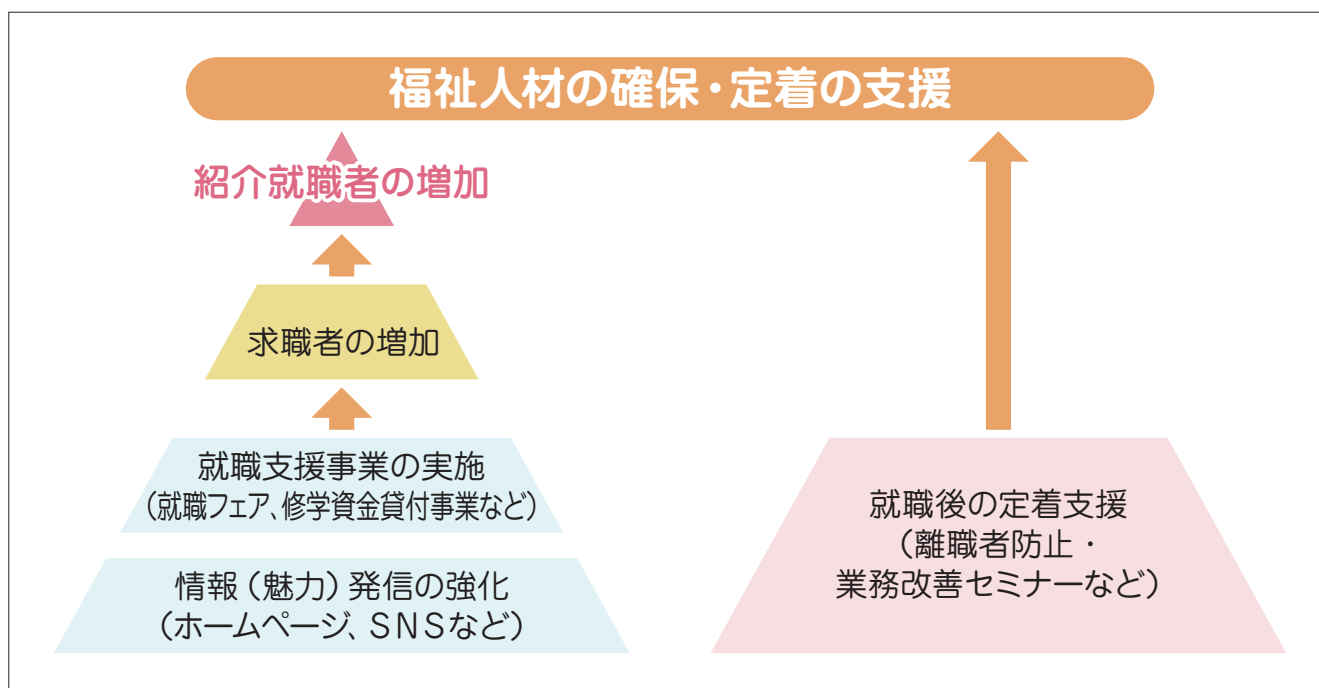 福祉人材の確保・定着の支援
紹介就職者の増加
求職者の増加
就職支援事業の実施
（就職フェア、修学資金貸付事業など）
情報（魅力）発信の強化
（ホームページ、ＳＮＳなど）
就職後の定着支援
（離職者防止・
業務改善セミナーなど）